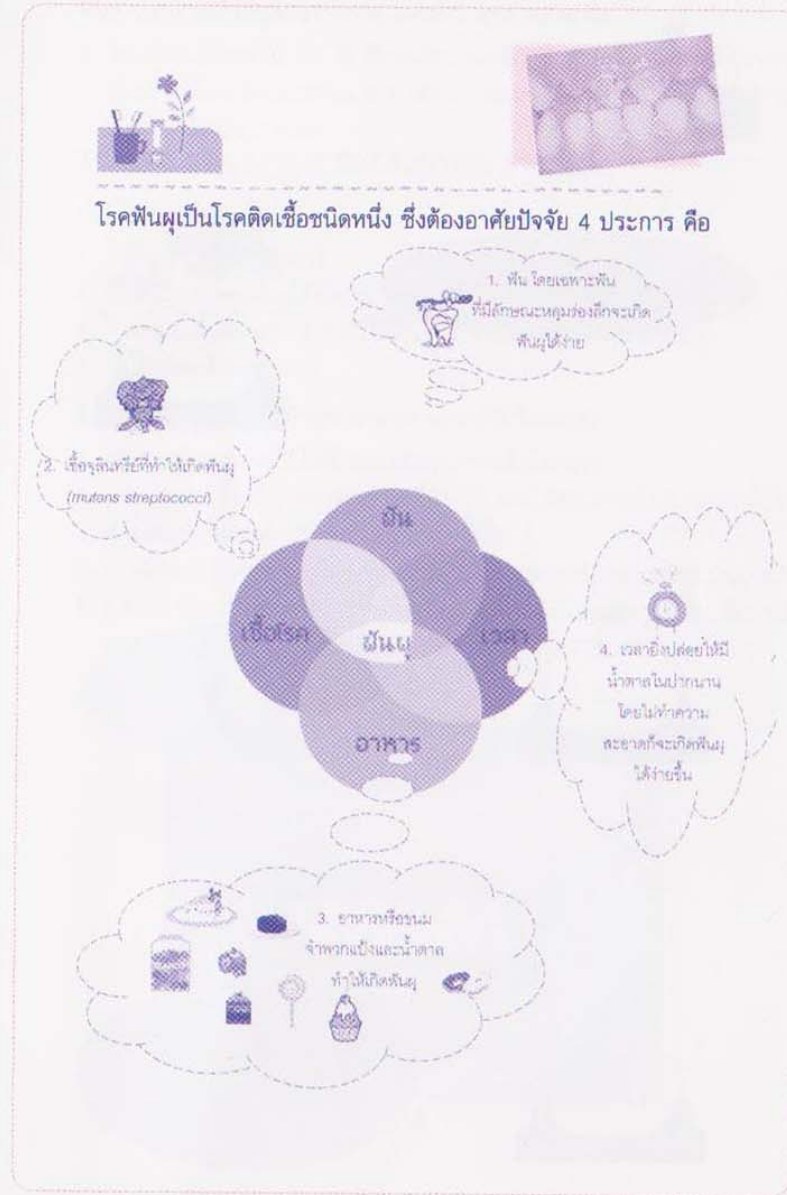 โรคฟันผุเป็นโรคติดเชื้อชนิดหนึ่ง ซึ่งต้องอาศัยปัจจัย 4 ประการ คือ
1. ฟัน โดยเฉพาะฟัน
ที่มีลักษณะหลุมร่องลึกจะเกิด
ฟันผุได้ง่าย
2. เชื้อจุลินทรีย์ที่ทำให้เกิดฟันผุ
(mutans streptococci)
ฟัน
เชื้อโรค
ฟันผุ
เวลา
อาหาร
4. เวลายิ่งปล่อยให้มี
น้ำตาลในปากนาน
โดยไม่ทำความ
สะอาดก็จะเกิดฟันผุ
ได้ง่ายขึ้น
3. อาหารหรือขนม
จำพวกแป้งและน้ำตาล
ทำให้เกิดฟันผุ